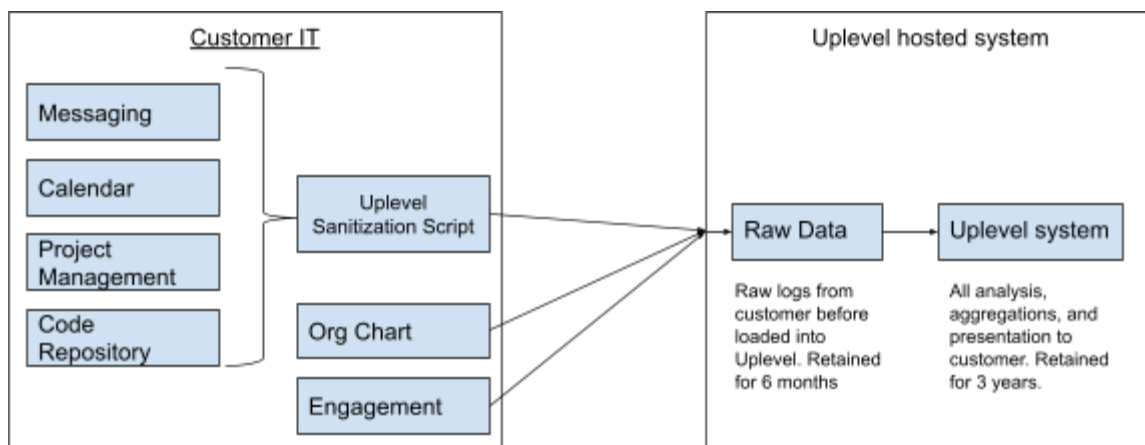 Customer IT
Messaging
Calendar
Project
Management
Code
Repository
Uplevel
Sanitization Script
Org Chart
Engagement
Uplevel hosted system
Raw Data
Raw logs from
customer before
loaded into
Uplevel. Retained
for 6 months
Uplevel system
All analysis,
aggregations, and
presentation to
customer. Retained
for 3 years.